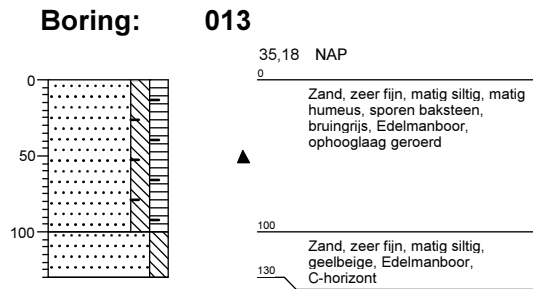 Boring: 013
35,18 NAP
0
0
Zand, zeer fijn, matig siltig, matig
humeus, sporen baksteen,
bruingrijs, Edelmanboor,
ophooglaag geroerd
50
100
100
Zand, zeer fijn, matig siltig,
geelbeige, Edelmanboor,
C-horizont
130